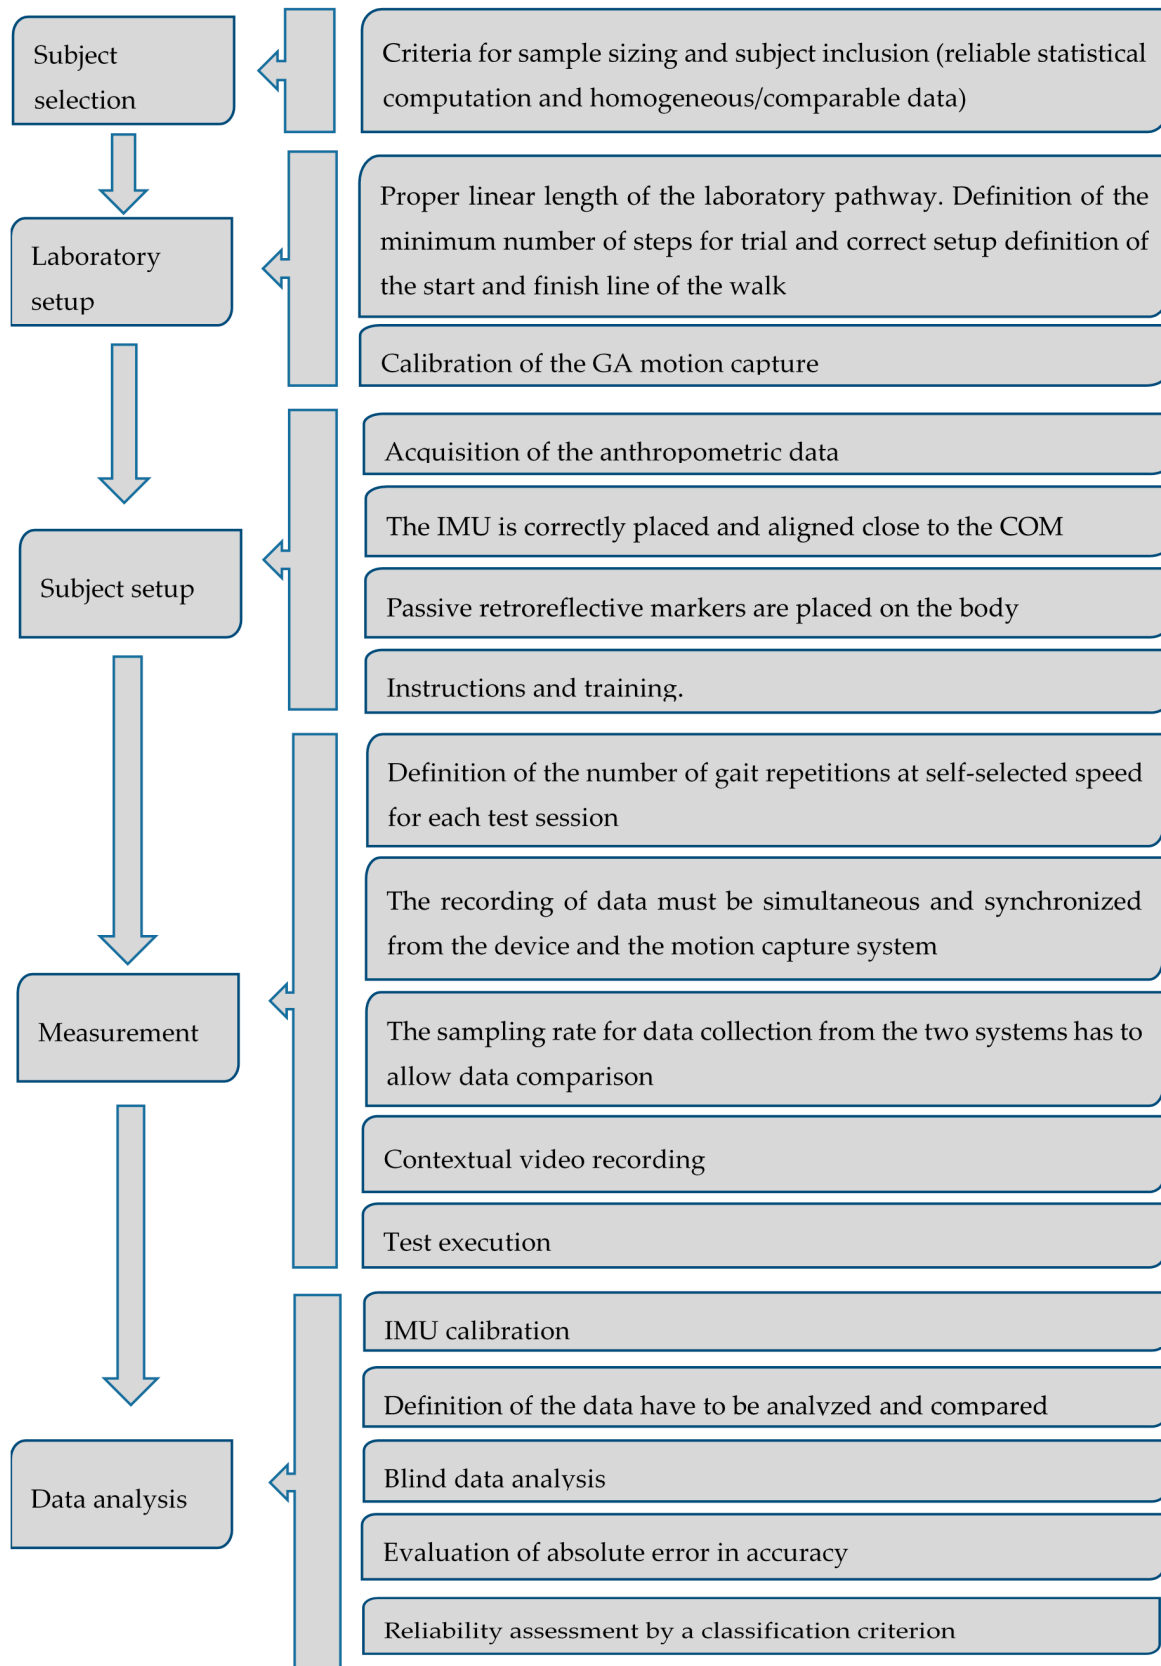 Subject
selection
Criteria for sample sizing and subject inclusion (reliable statistical
computation and homogeneous/comparable data)
Laboratory
setup
Proper linear length of the laboratory pathway. Definition of the
minimum number of steps for trial and correct setup definition of
the start and finish line of the walk
Calibration of the GA motion capture
Subject setup
Acquisition of the anthropometric data
The IMU is correctly placed and aligned close to the COM
Passive retroreflective markers are placed on the body
Instructions and training.
Measurement
Definition of the number of gait repetitions at self-selected speed
for each test session
The recording of data must be simultaneous and synchronized
from the device and the motion capture system
The sampling rate for data collection from the two systems has to
allow data comparison
Contextual video recording
Test execution
Data analysis
IMU calibration
Definition of the data have to be analyzed and compared
Blind data analysis
Evaluation of absolute error in accuracy
Reliability assessment by a classification criterion